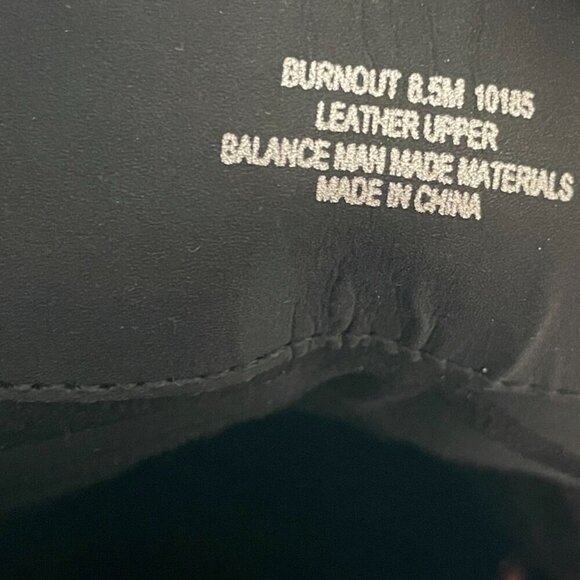 BURNOUT 8.5M 10185
LEATHER UPPER
BALANCE MAN MADE MATERIALS
MADE IN CHINA